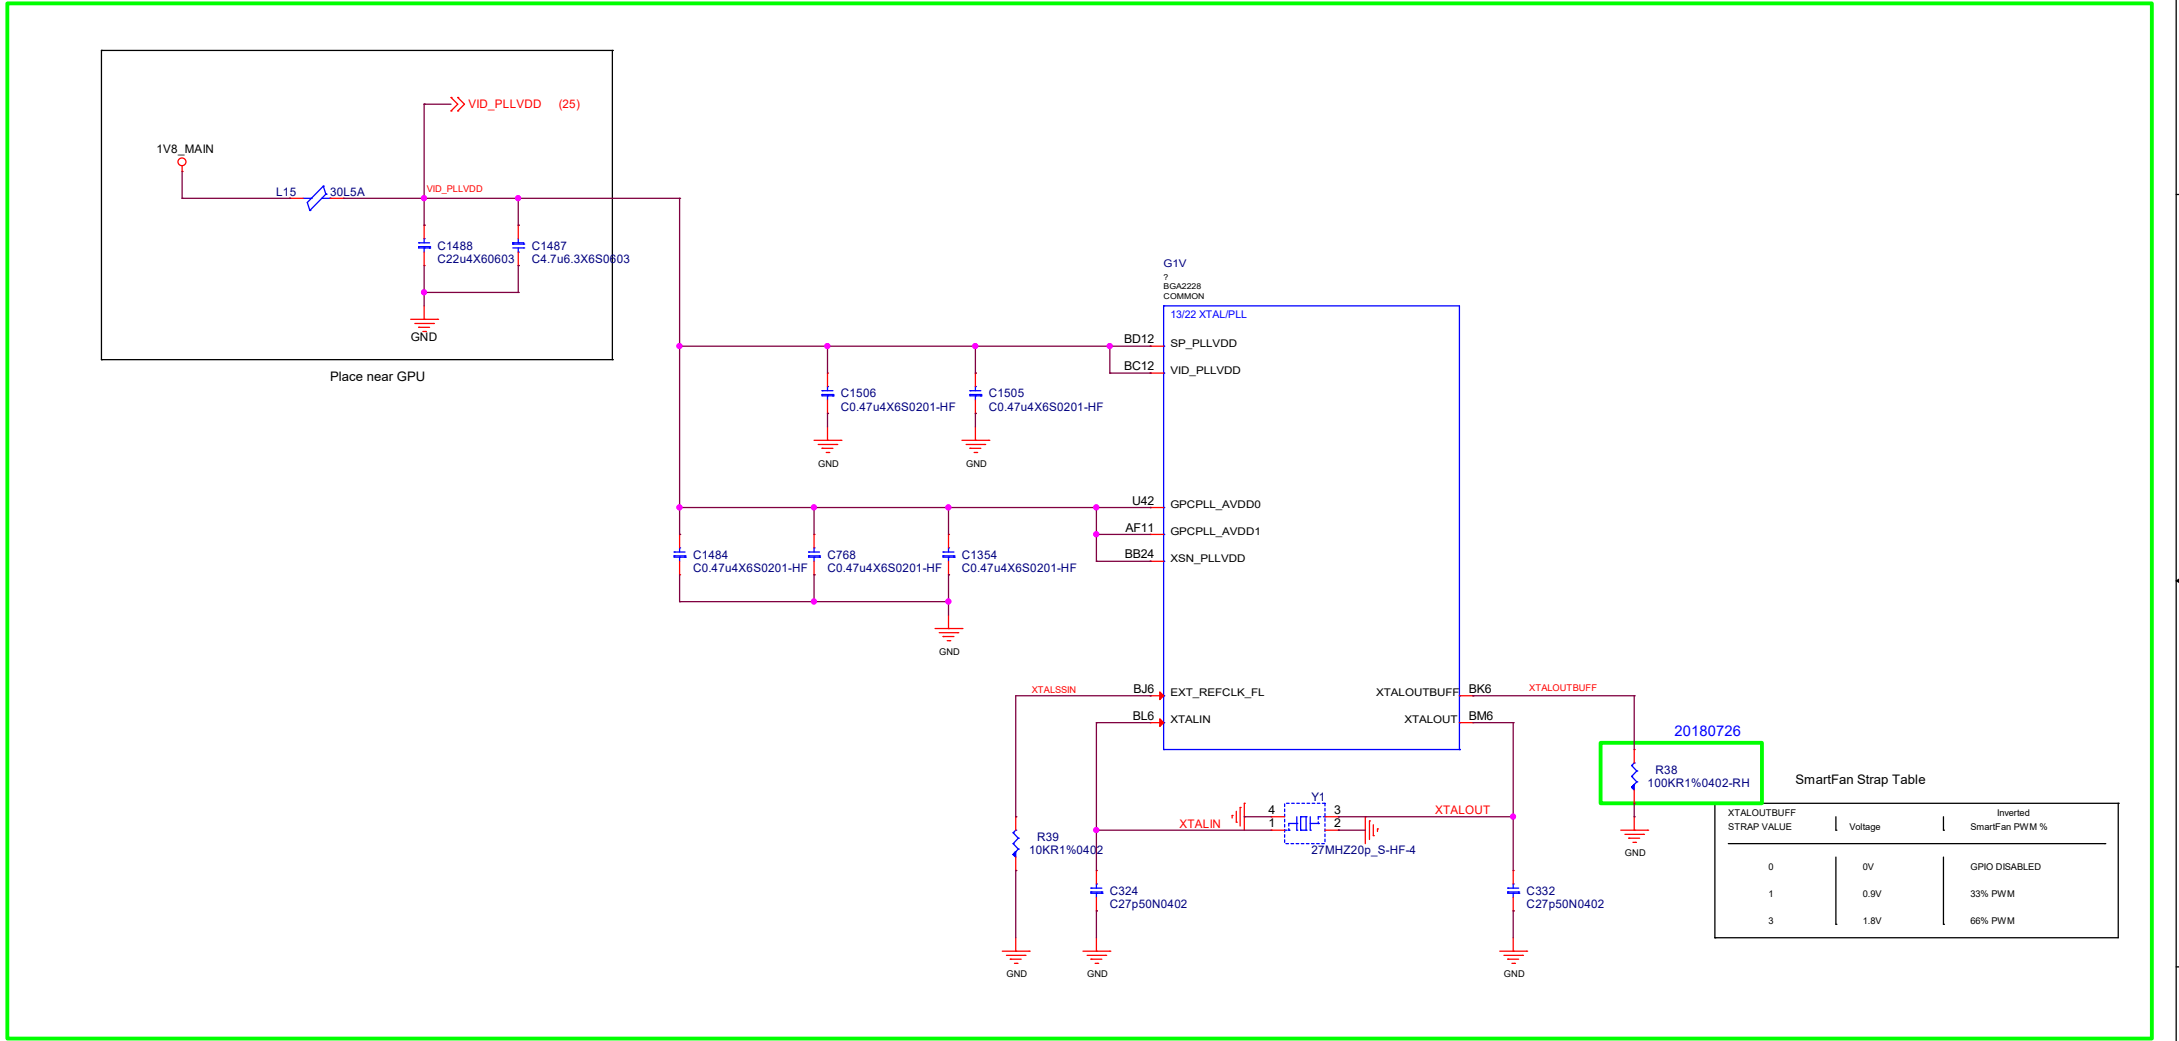 VID_PLLVDD (25)
1V8_MAIN
L15 30L5A
VID_PLLVDD
C1488
C22u4X60603
C1487
C4.7u6.3X6S0603
GND
Place near GPU
G1V
?
BGA2228
COMMON
13/22 XTAL/PLL
BD12 SP_PLLVDD
BC12 VID_PLLVDD
C1506
C0.47u4X6S0201-HF
C1505
C0.47u4X6S0201-HF
GND
GND
U42 GPCPLL_AVDD0
AF11 GPCPLL_AVDD1
BB24 XSN_PLLVDD
C1484
C0.47u4X6S0201-HF
C768
C0.47u4X6S0201-HF
C1354
C0.47u4X6S0201-HF
GND
XTALSSIN BJ6 EXT_REFCLK_FL
BL6 XTALIN
XTALOUTBUFF BK6 XTALOUTBUFF
XTALOUT BM6
20180726
R38
100KR1%0402-RH
GND
SmartFan Strap Table
XTALOUTBUFF
STRAP VALUE
Voltage
Inverted
SmartFan PWM %
0 0V GPIO DISABLED
1 0.9V 33% PWM
3 1.8V 66% PWM
Y1
4 3
1 2
XTALIN
XTALOUT
27MHZ20p_S-HF-4
R39
10KR1%0402
C324
C27p50N0402
C332
C27p50N0402
GND
GND
GND